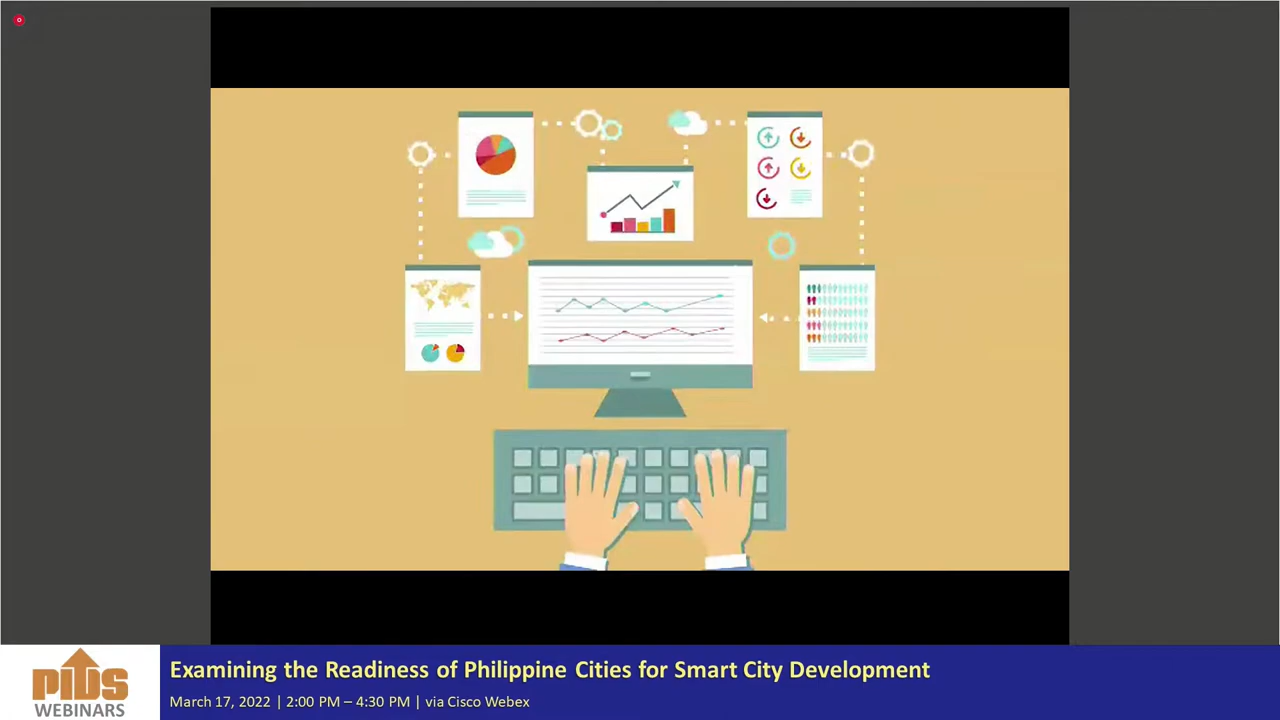 Examining the Readiness of Philippine Cities for Smart City Development
PIDS
WEBINARS
March 17, 2022 | 2:00 PM – 4:30 PM | via Cisco Webex